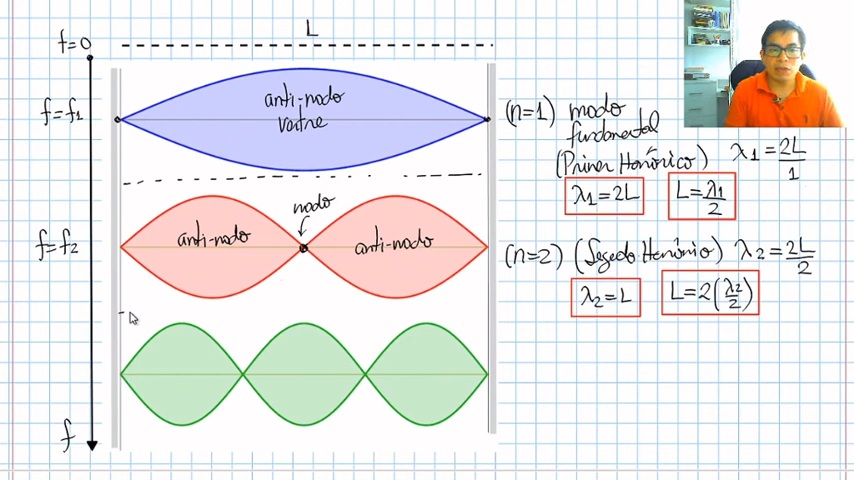 L
f=0
f=f₁
anti-nodo
vientre
(n=1) modo
fundamental
(Primer Harmónico) λ₁=2L/1
λ₁=2L
L=λ₁/2
nodo
f=f₂
anti-nodo
anti-nodo
(n=2) (Segedo Harmónico) λ₂=2L/2
λ₂=L
L=2(λ₂/2)
f